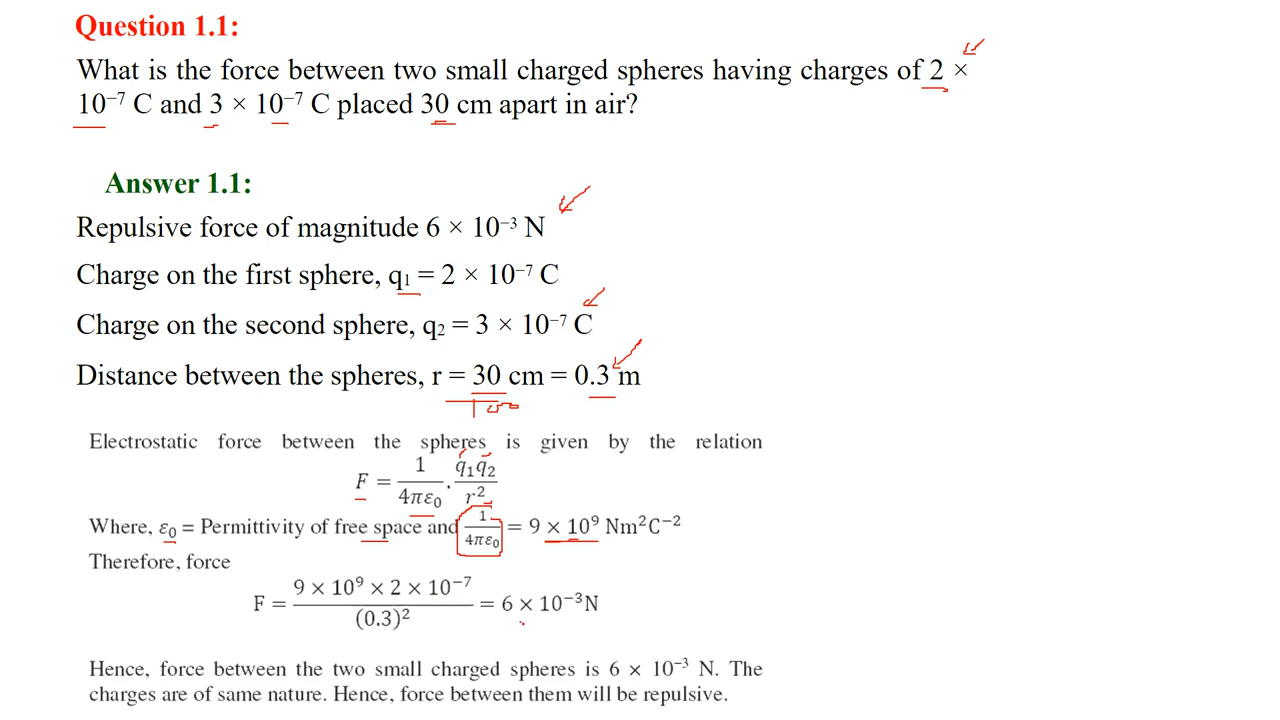 Question 1.1:
What is the force between two small charged spheres having charges of 2 ×
10⁻⁷ C and 3 × 10⁻⁷ C placed 30 cm apart in air?
Answer 1.1:
Repulsive force of magnitude 6 × 10⁻³ N
Charge on the first sphere, q₁ = 2 × 10⁻⁷ C
Charge on the second sphere, q₂ = 3 × 10⁻⁷ C
Distance between the spheres, r = 30 cm = 0.3 m
100
Electrostatic force between the spheres is given by the relation
F = 1/4πε₀ . q₁q₂/r²
Where, ε₀ = Permittivity of free space and 1/4πε₀ = 9 × 10⁹ Nm²C⁻²
Therefore, force
F = 9 × 10⁹ × 2 × 10⁻⁷/(0.3)² = 6 × 10⁻³N
Hence, force between the two small charged spheres is 6 × 10⁻³ N. The
charges are of same nature. Hence, force between them will be repulsive.